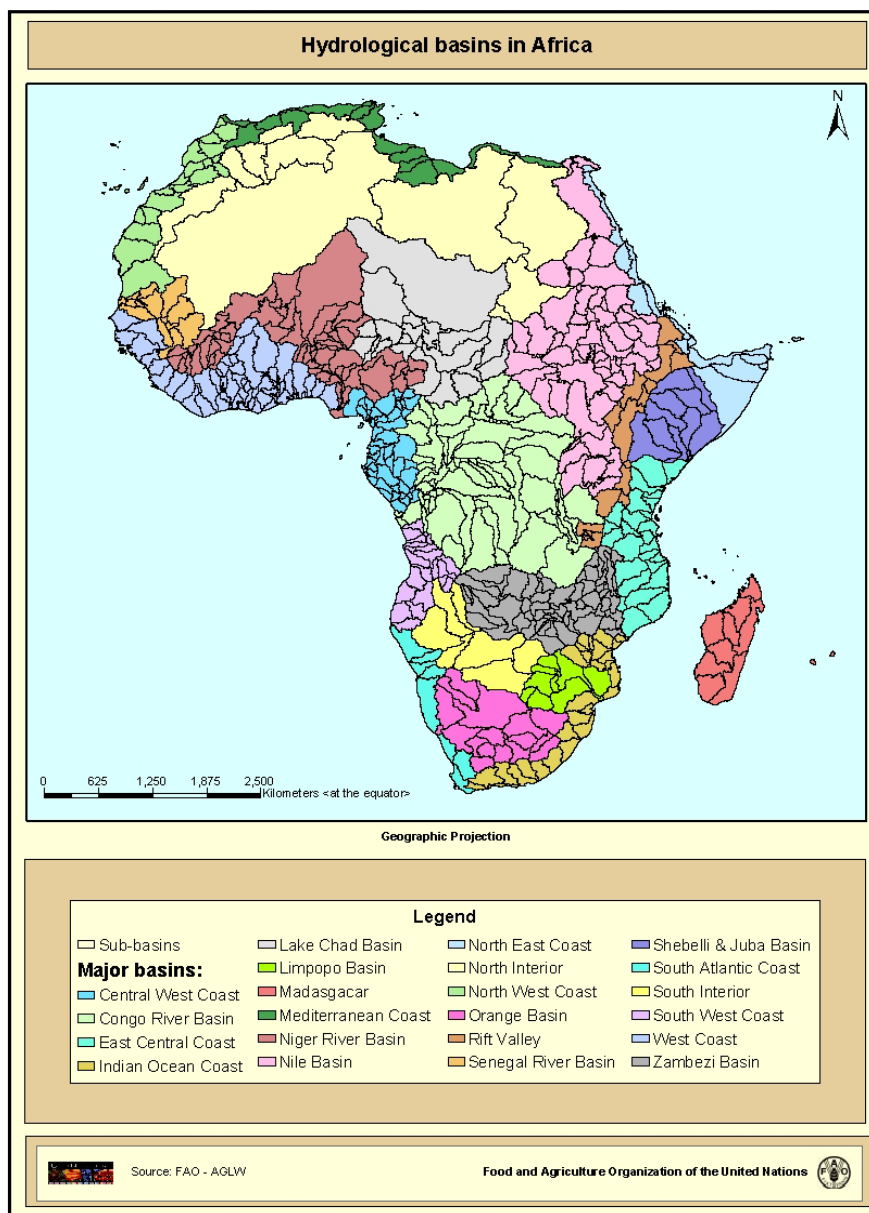 Hydrological basins in Africa
N
0 625 1,250 1,875 2,500
Kilometers <at the equator>
Geographic Projection
Legend
Sub-basins
Major basins:
Central West Coast
Congo River Basin
East Central Coast
Indian Ocean Coast
Lake Chad Basin
Limpopo Basin
Madasgacar
Mediterranean Coast
Niger River Basin
Nile Basin
North East Coast
North Interior
North West Coast
Orange Basin
Rift Valley
Senegal River Basin
Shebelli & Juba Basin
South Atlantic Coast
South Interior
South West Coast
West Coast
Zambezi Basin
Source: FAO - AGLW
Food and Agriculture Organization of the United Nations